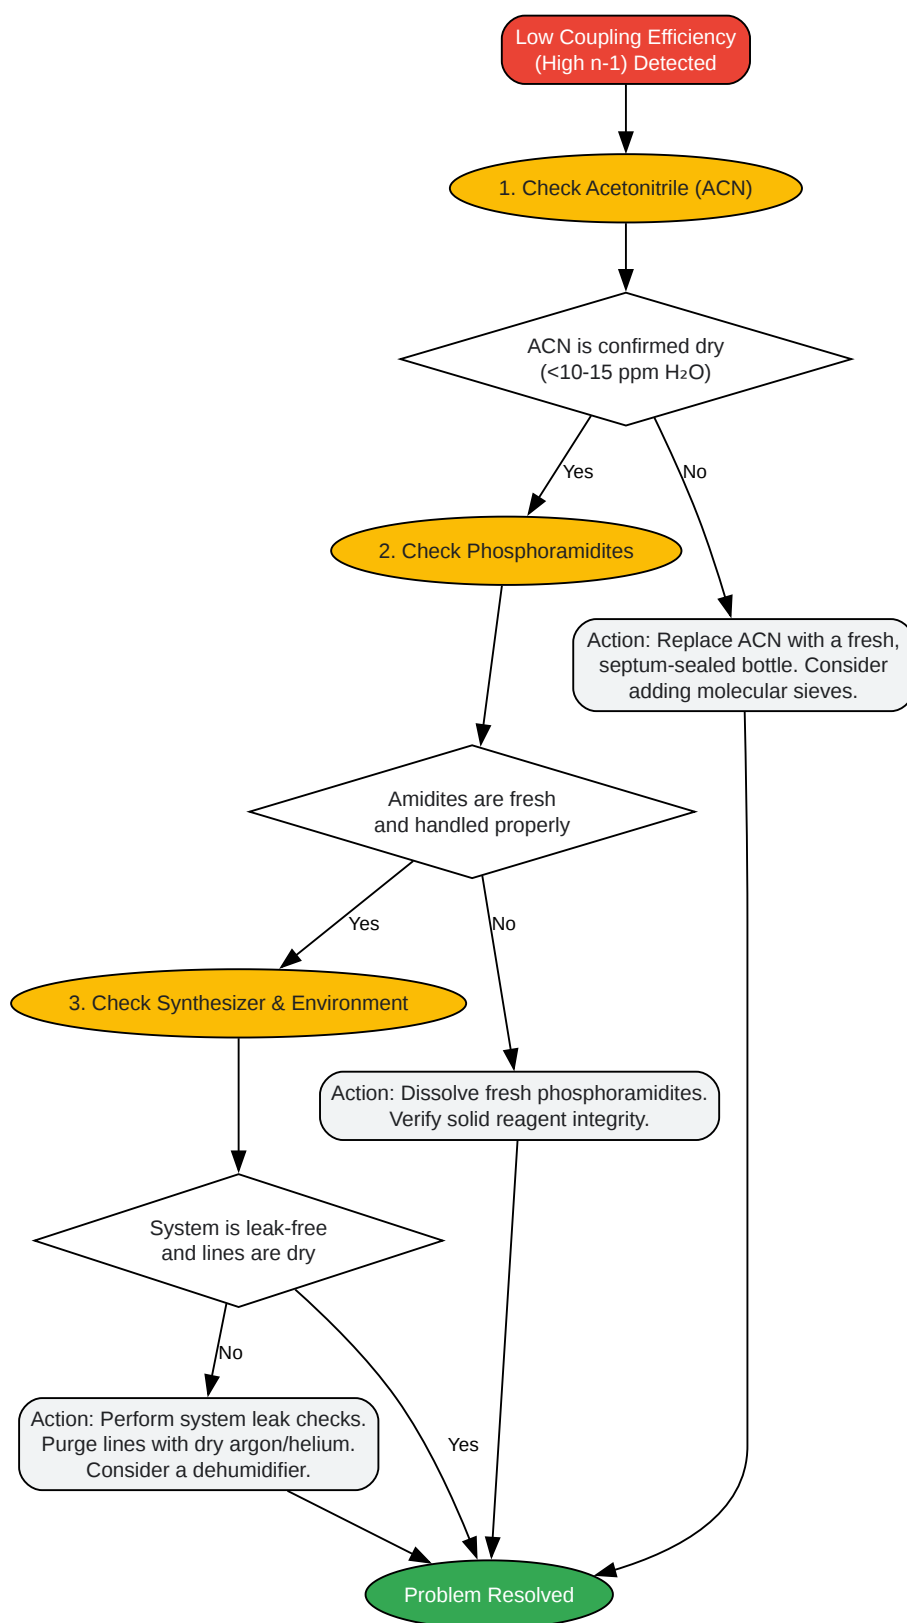 Low Coupling Efficiency
(High n-1) Detected
1. Check Acetonitrile (ACN)
ACN is confirmed dry
(<10-15 ppm H₂O)
Yes
No
2. Check Phosphoramidites
Action: Replace ACN with a fresh,
septum-sealed bottle. Consider
adding molecular sieves.
Amidites are fresh
and handled properly
Yes
No
3. Check Synthesizer & Environment
Action: Dissolve fresh phosphoramidites.
Verify solid reagent integrity.
System is leak-free
and lines are dry
No
Yes
Action: Perform system leak checks.
Purge lines with dry argon/helium.
Consider a dehumidifier.
Problem Resolved